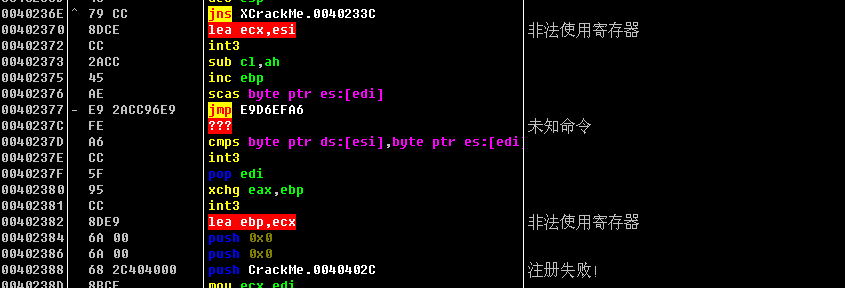 0040236E ^ 79 CC jns XCrackMe.0040233C
00402370 8DCE lea ecx,esi 非法使用寄存器
00402372 CC int3
00402373 2ACC sub cl,ah
00402375 45 inc ebp
00402376 AE scas byte ptr es:[edi]
00402377 - E9 2ACC96E9 jmp E9D6EFA6
0040237C FE ??? 未知命令
0040237D A6 cmps byte ptr ds:[esi],byte ptr es:[edi]
0040237E CC int3
0040237F 5F pop edi
00402380 95 xchg eax,ebp
00402381 CC int3
00402382 8DE9 lea ebp,ecx 非法使用寄存器
00402384 6A 00 push 0x0
00402386 6A 00 push 0x0
00402388 68 2C404000 push CrackMe.0040402C 注册失败!
0040238D 8BCF mov ecx,edi